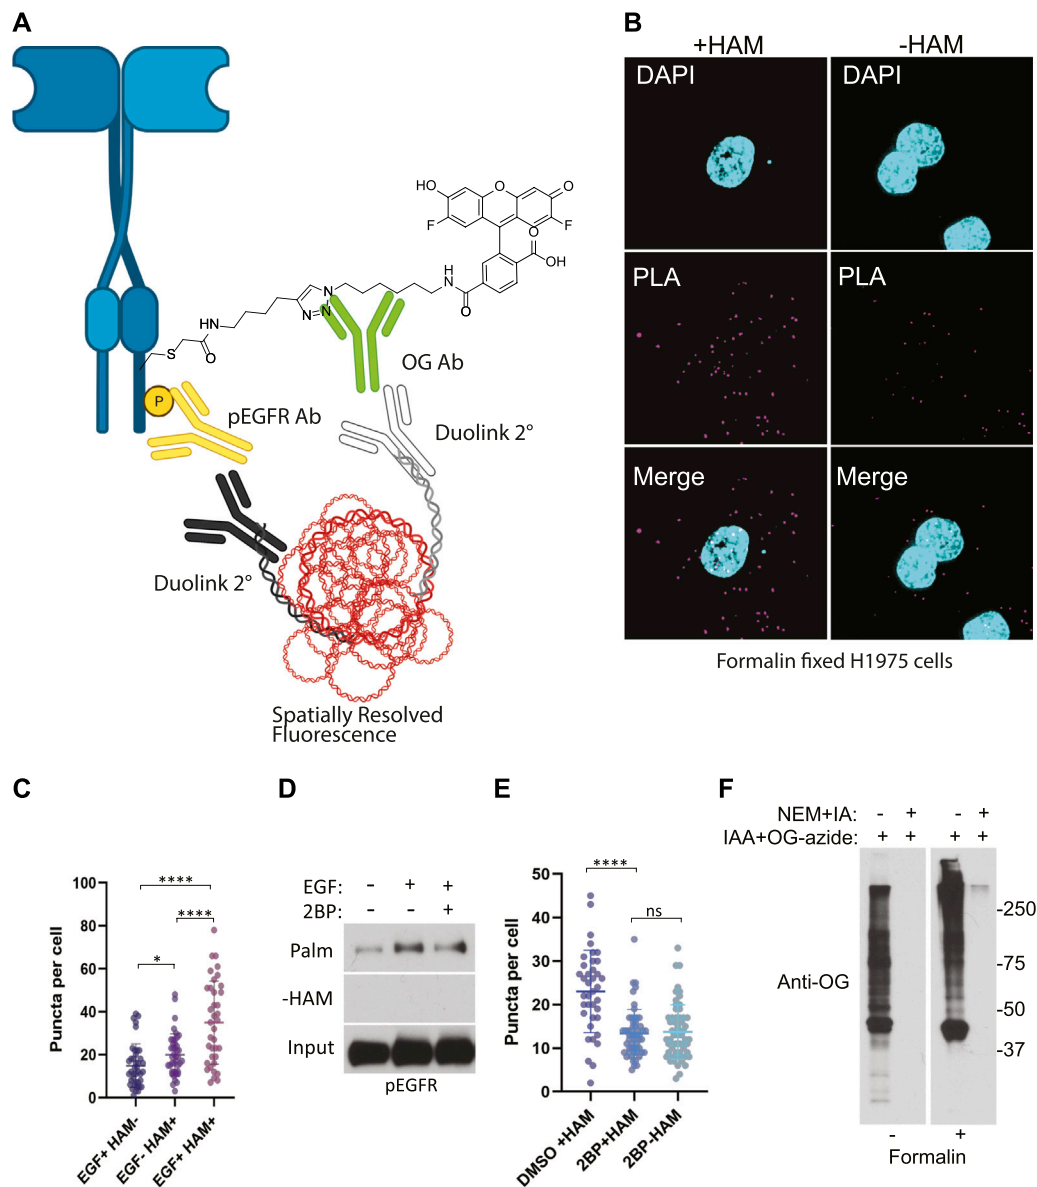 A
HO
O
O
F
F
O
OH
H
N
O
N
N
N
HN
S
O
OG Ab
P
pEGFR Ab
Duolink 2°
Duolink 2°
Spatially Resolved
Fluorescence
B
+HAM
-HAM
DAPI
DAPI
PLA
PLA
Merge
Merge
Formalin fixed H1975 cells
C
Puncta per cell
100
80
60
40
20
0
****
****
*
EGF+ HAM-
EGF- HAM+
EGF+ HAM+
D
EGF: - + +
2BP: - - +
Palm
-HAM
Input
pEGFR
E
Puncta per cell
50
40
30
20
10
0
****
ns
DMSO +HAM
2BP+HAM
2BP-HAM
F
NEM+IA: - + - +
IAA+OG-azide: + + + +
Anti-OG
-250
-75
-50
-37
- +
Formalin